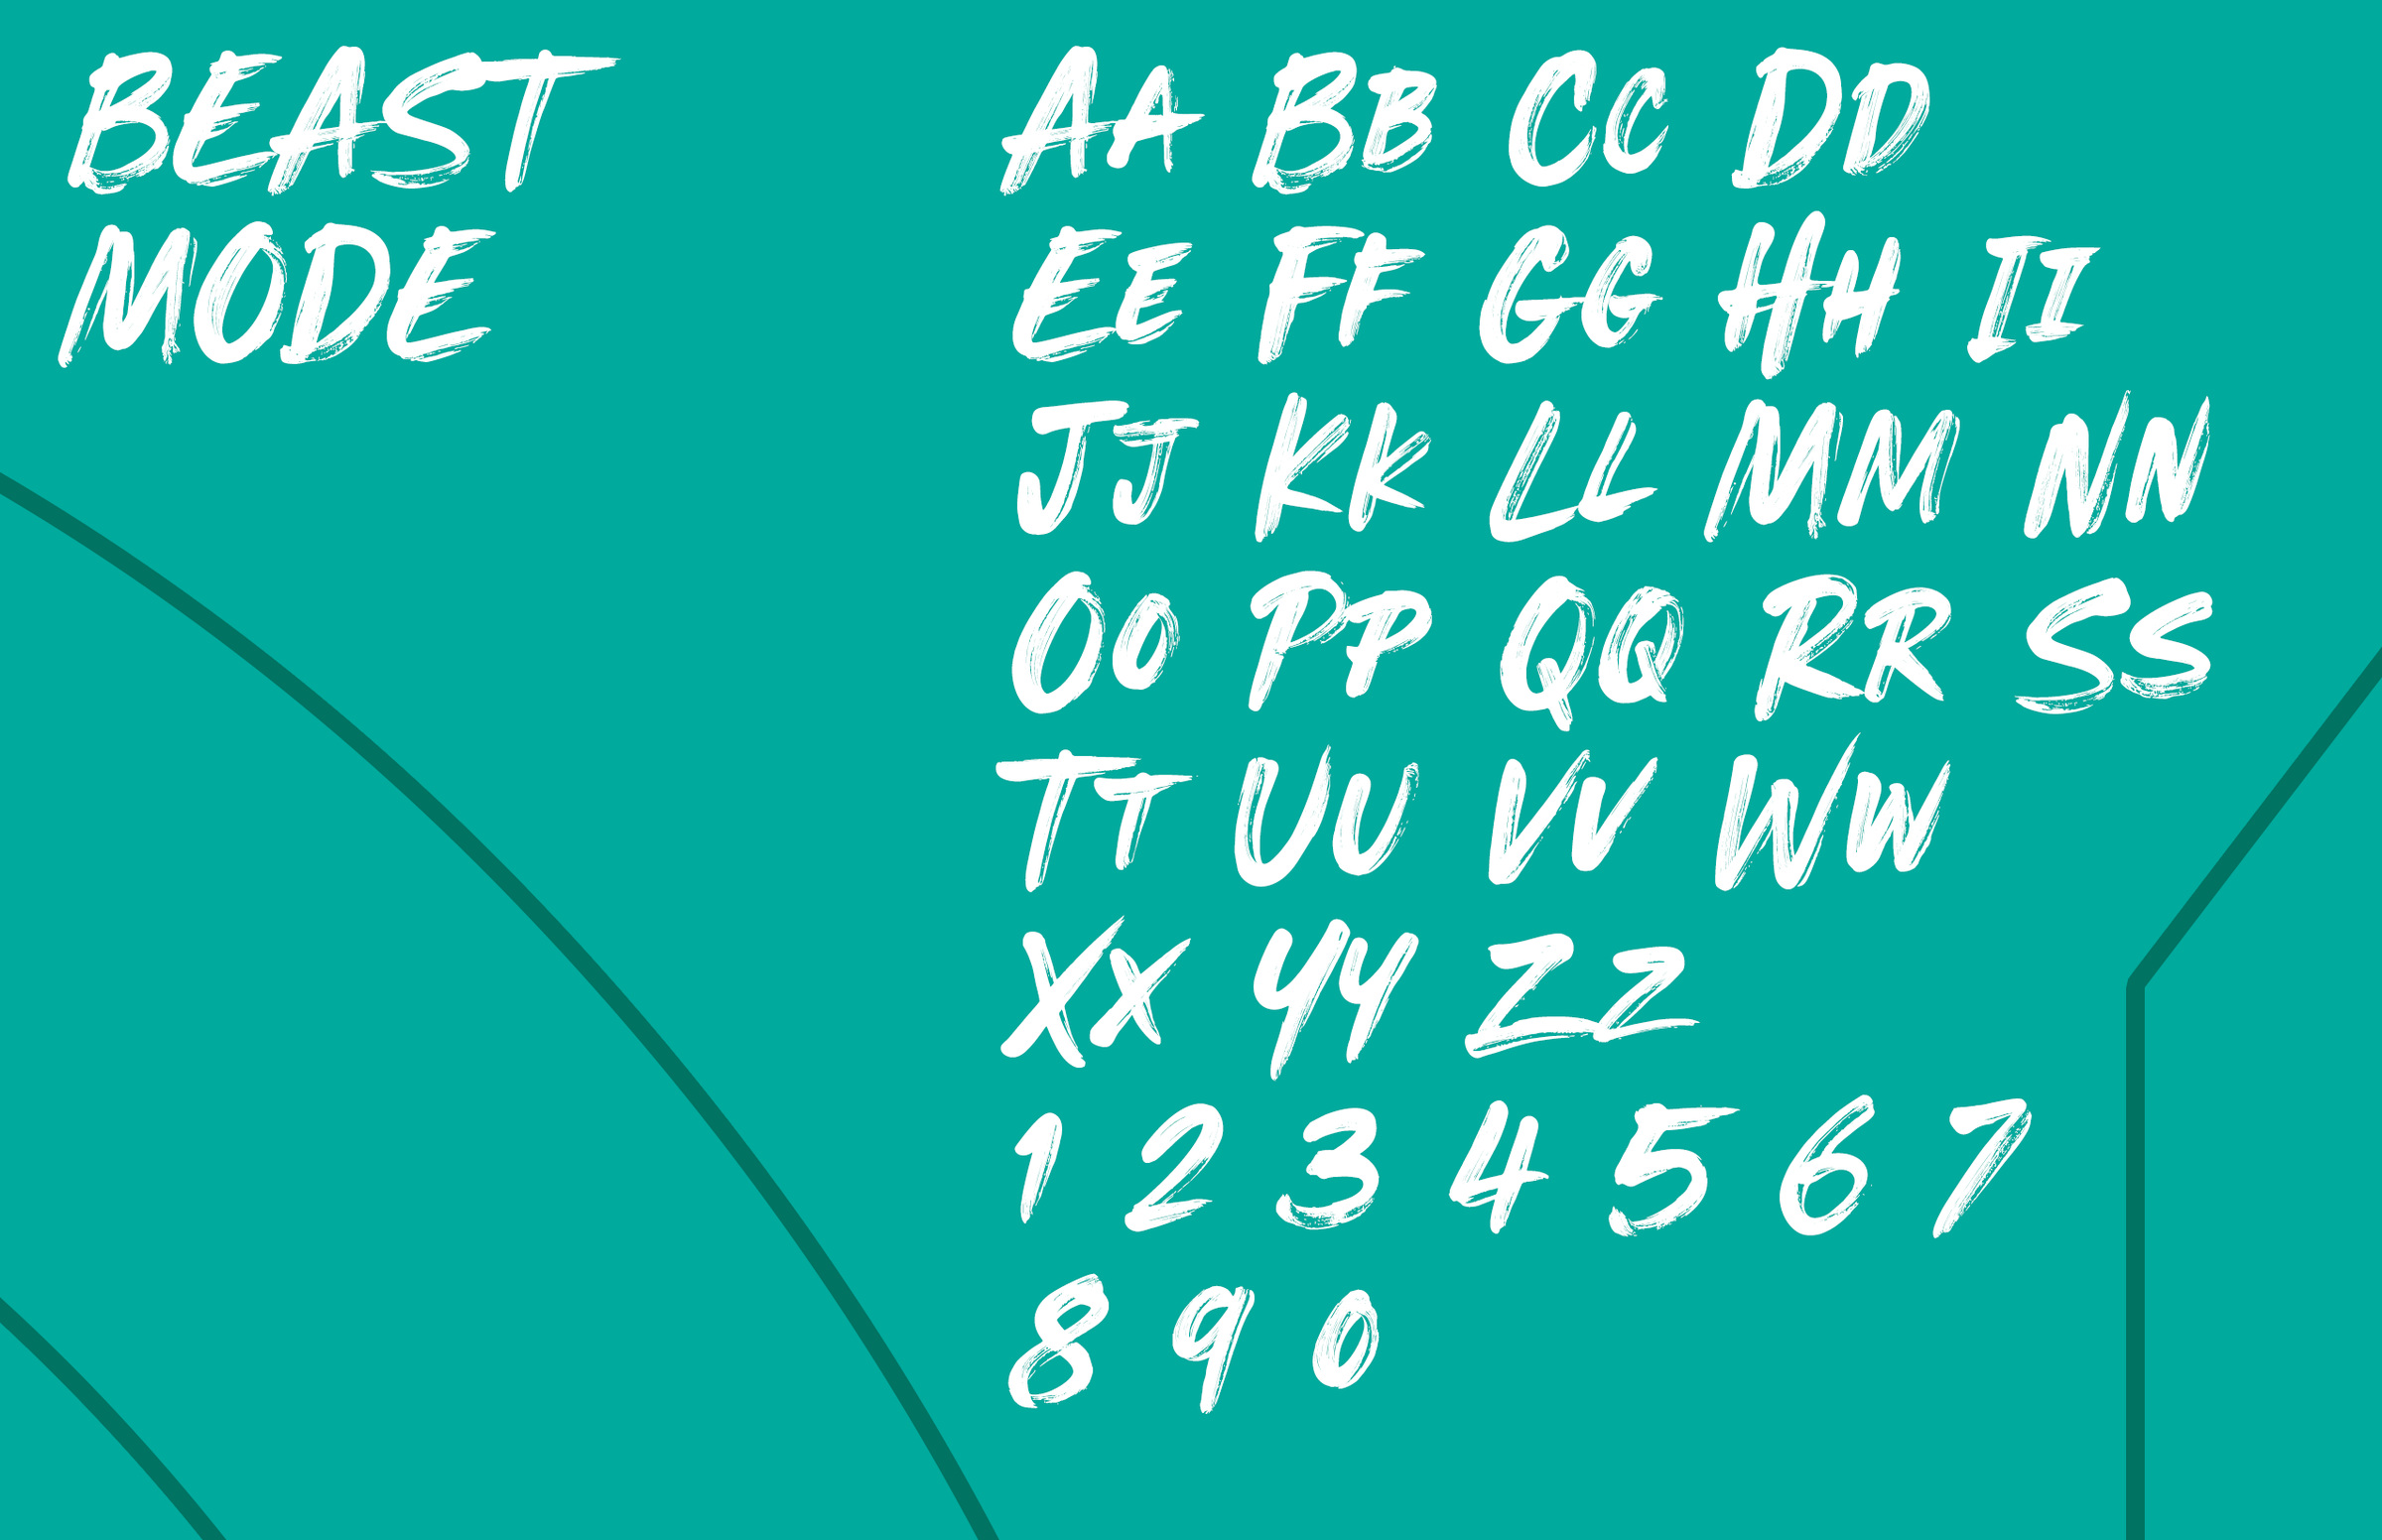 BEAST
MODE
AA BB CC DD
EE FF GG HH II
JJ KK LL MM NN
OO PP QQ RR SS
TT UU VV WW
XX YY ZZ
1 2 3 4 5 6 7
8 9 0